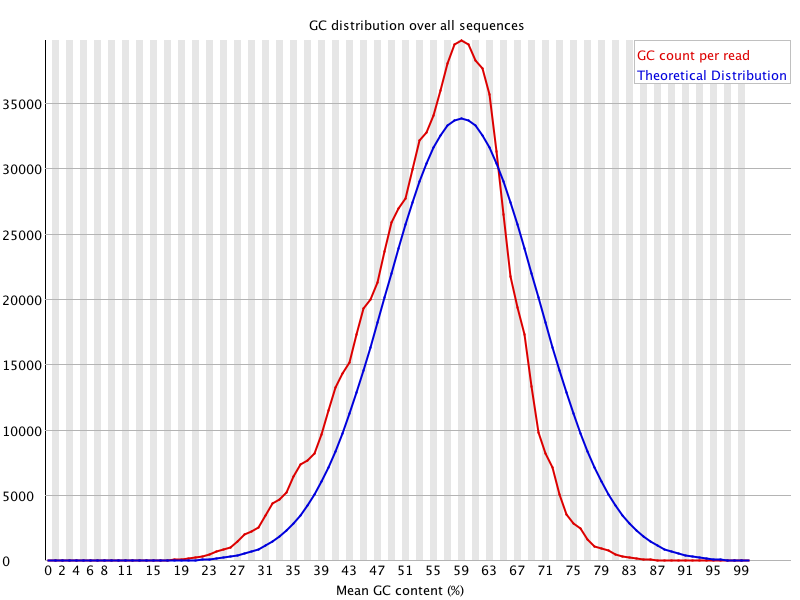 GC distribution over all sequences
GC count per read
Theoretical Distribution
35000
30000
25000
20000
15000
10000
5000
0
0 2 4 6 8 11 15 19 23 27 31 35 39 43 47 51 55 59 63 67 71 75 79 83 87 91 95 99
Mean GC content (%)